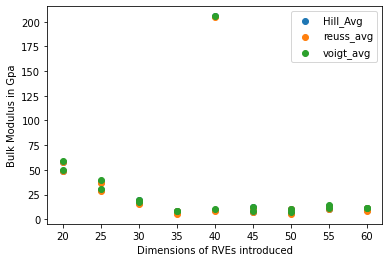 200
175
150
125
100
75
50
25
0
Bulk Modulus in Gpa
Hill_Avg
reuss_avg
voigt_avg
20 25 30 35 40 45 50 55 60
Dimensions of RVEs introduced